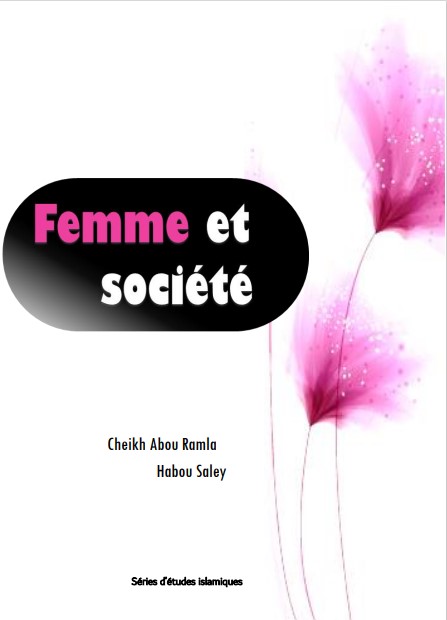 Femme et
société
Cheikh Abou Ramla
Habou Saley
Séries d'études islamiques